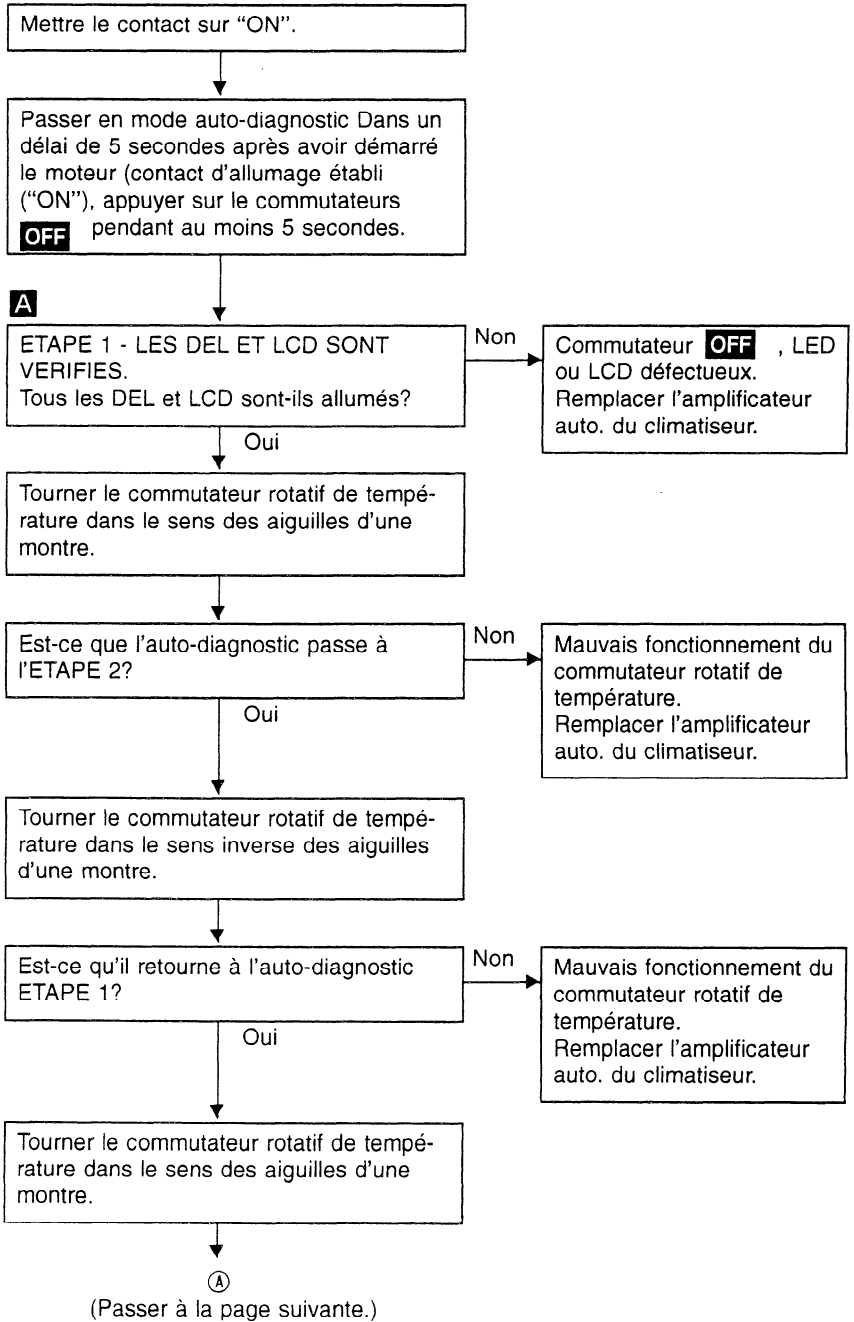 Mettre le contact sur “ON”.
Passer en mode auto-diagnostic Dans un
délai de 5 secondes après avoir démarré
le moteur (contact d’allumage établi
(“ON”), appuyer sur le commutateurs
OFF pendant au moins 5 secondes.
A
ETAPE 1 - LES DEL ET LCD SONT
VERIFIES.
Tous les DEL et LCD sont-ils allumés?
Non
Commutateur OFF , LED
ou LCD défectueux.
Remplacer l’amplificateur
auto. du climatiseur.
Oui
Tourner le commutateur rotatif de tempé-
rature dans le sens des aiguilles d’une
montre.
Est-ce que l’auto-diagnostic passe à
l’ETAPE 2?
Non
Mauvais fonctionnement du
commutateur rotatif de
température.
Remplacer l’amplificateur
auto. du climatiseur.
Oui
Tourner le commutateur rotatif de tempé-
rature dans le sens inverse des aiguilles
d’une montre.
Est-ce qu’il retourne à l’auto-diagnostic
ETAPE 1?
Non
Mauvais fonctionnement du
commutateur rotatif de
température.
Remplacer l’amplificateur
auto. du climatiseur.
Oui
Tourner le commutateur rotatif de tempé-
rature dans le sens des aiguilles d’une
montre.
Ⓐ
(Passer à la page suivante.)